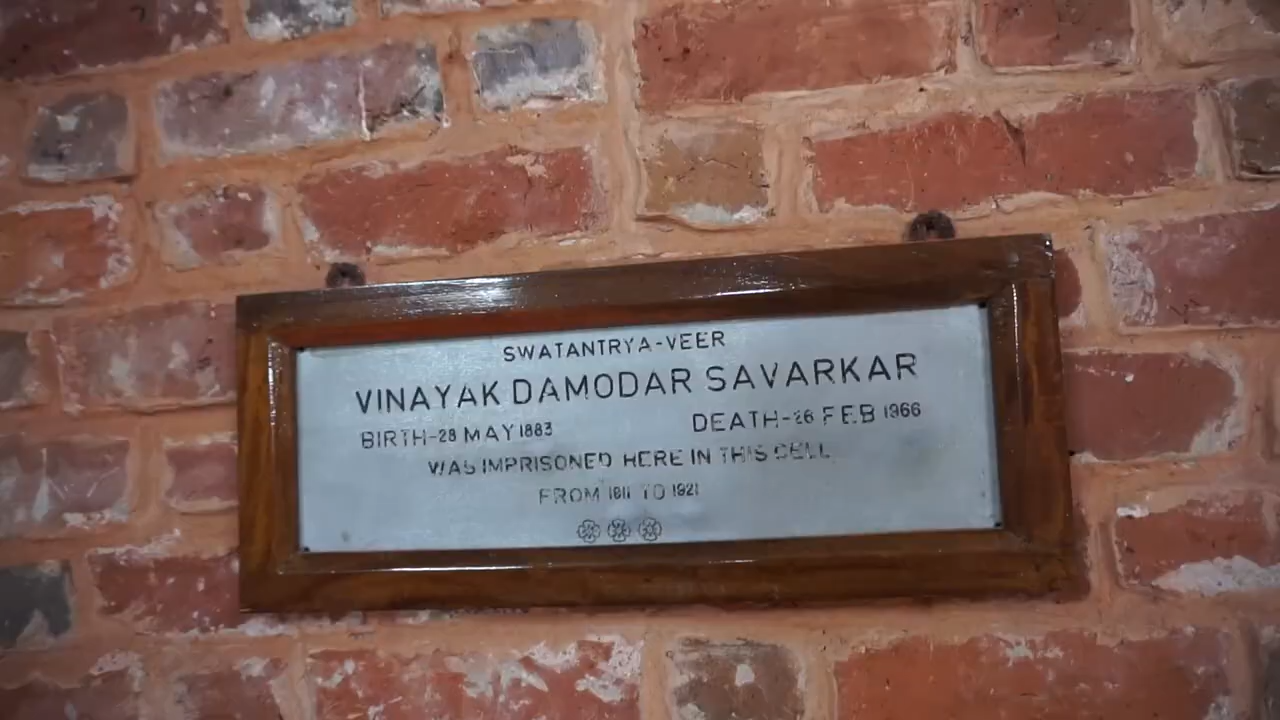 SWATANTRYA-VEER
VINAYAK DAMODAR SAVARKAR
BIRTH-28 MAY 1883 DEATH-26 FEB 1966
WAS IMPRISONED HERE IN THIS CELL
FROM 1911 TO 1921